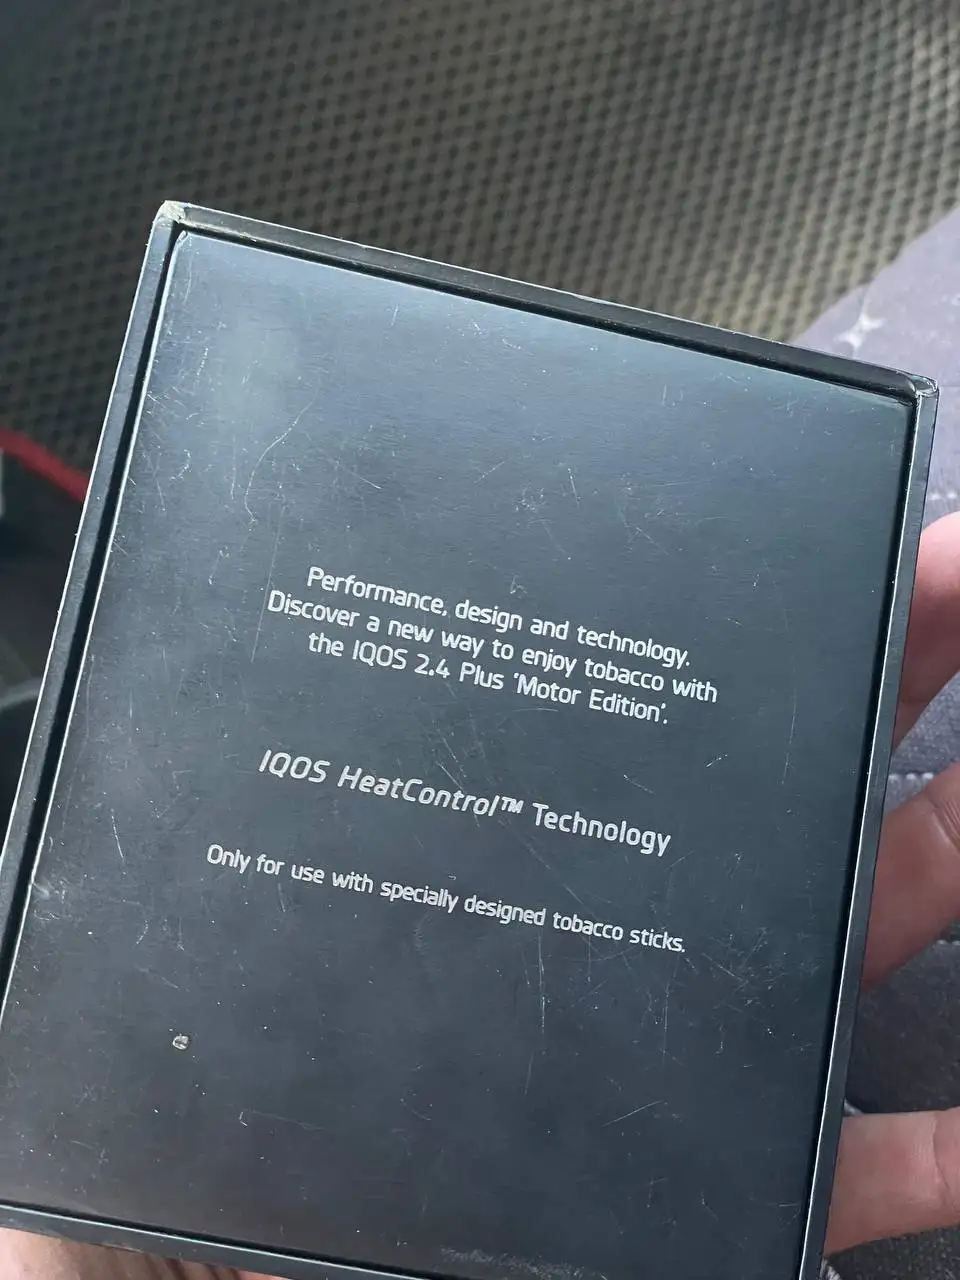 Performance, design and technology.
Discover a new way to enjoy tobacco with
the IQOS 2.4 Plus 'Motor Edition'.
IQOS HeatControl™ Technology
Only for use with specially designed tobacco sticks.